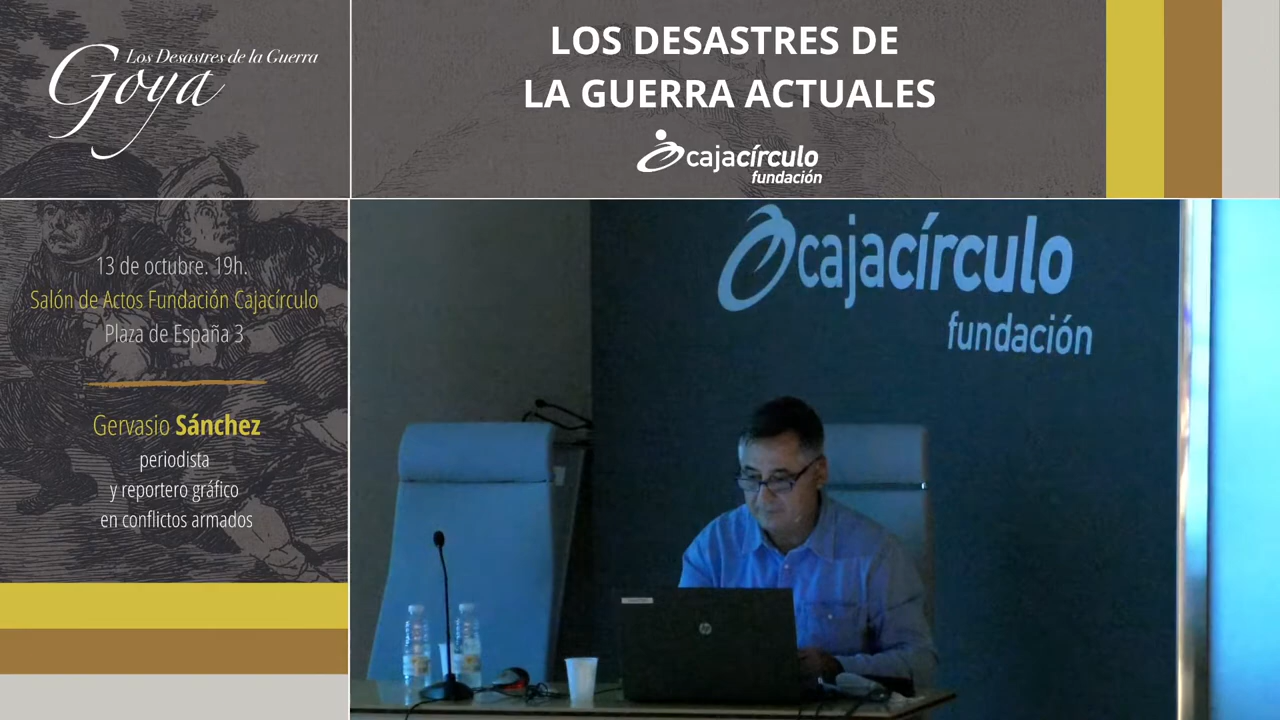 Los Desastres de la Guerra
Goya
LOS DESASTRES DE
LA GUERRA ACTUALES
cajacírculo
fundación
13 de octubre. 19h.
Salón de Actos Fundación Cajacírculo
Plaza de España 3
Gervasio Sánchez
periodista
y reportero gráfico
en conflictos armados
cajacírculo
fundación
hp